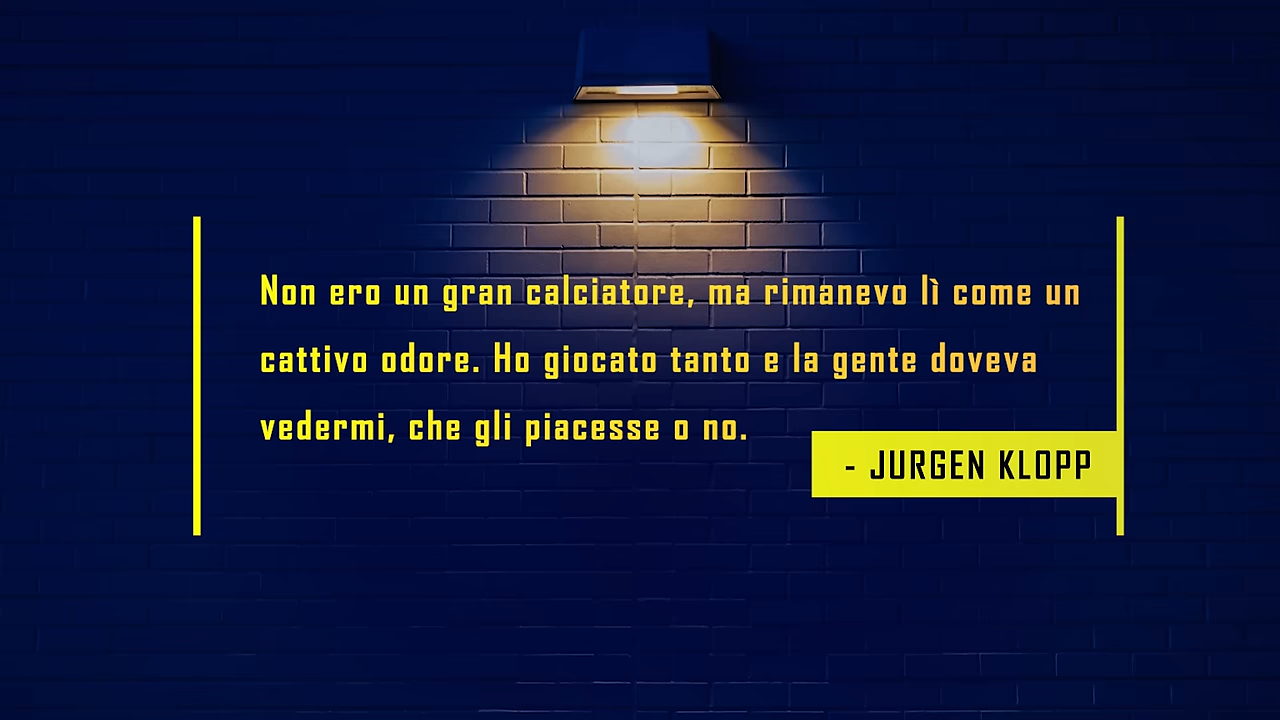 Non ero un gran calciatore, ma rimanevo lì come un
cattivo odore. Ho giocato tanto e la gente doveva
vedermi, che gli piacesse o no.
- JURGEN KLOPP